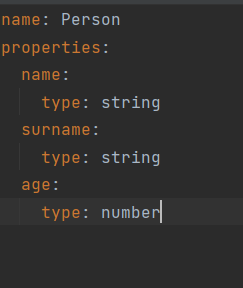 name: Person
properties:
  name:
    type: string
  surname:
    type: string
  age:
    type: number